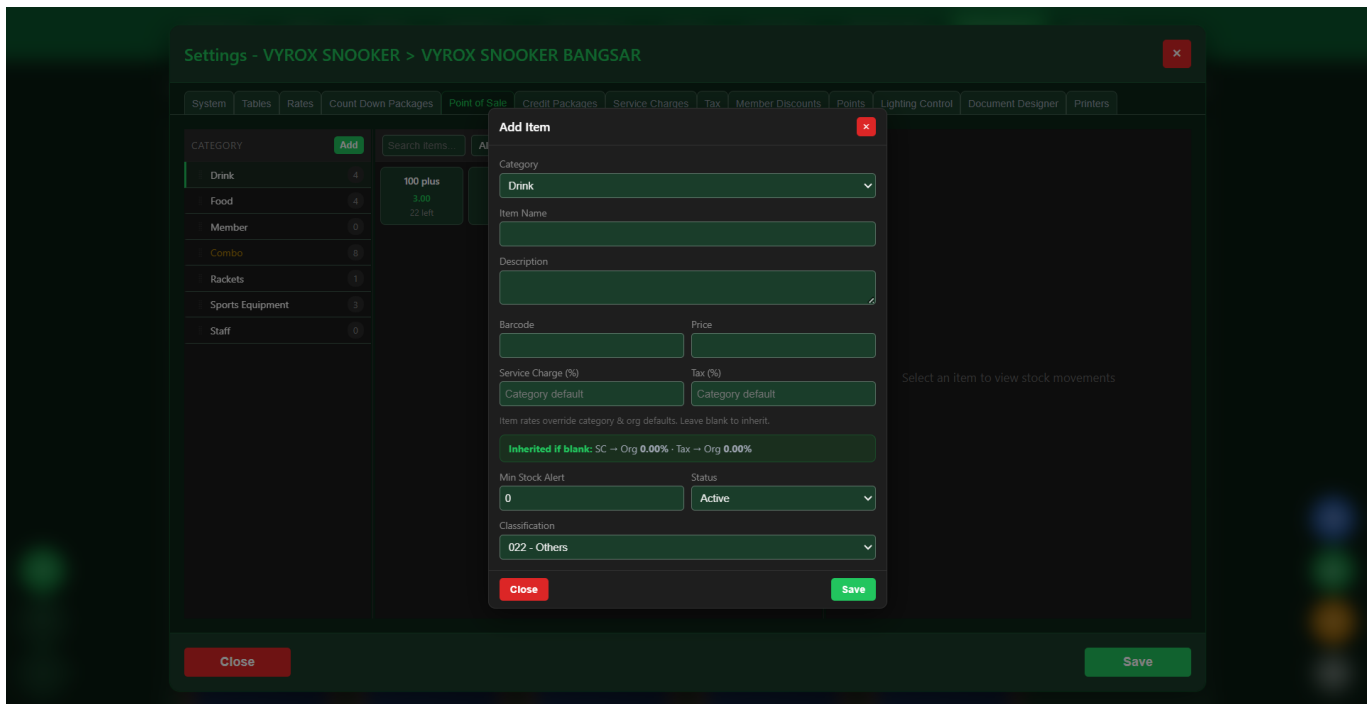 Settings - VYROX SNOOKER > VYROX SNOOKER BANGSAR
×
System Tables Rates Count Down Packages Point of Sale Credit Packages Service Charges Tax Member Discounts Points Lighting Control Document Designer Printers
CATEGORY Add
Search items...
Drink 4
Food 4
Member 0
Combo 8
Rackets 1
Sports Equipment 3
Staff 0
100 plus
3.00
22 left
Add Item ×
Category
Drink
Item Name
Description
Barcode Price
Service Charge (%) Tax (%)
Category default Category default
Item rates override category & org defaults. Leave blank to inherit.
Inherited if blank: SC → Org 0.00% · Tax → Org 0.00%
Min Stock Alert Status
0 Active
Classification
022 - Others
Close Save
Select an item to view stock movements
Close Save